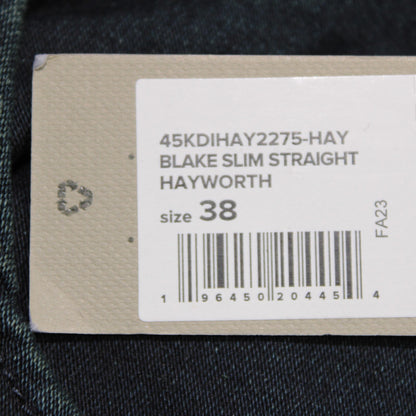 45KDIHAY2275-HAY
BLAKE SLIM STRAIGHT
HAYWORTH
size 38
FA23
1 96450 20445 4